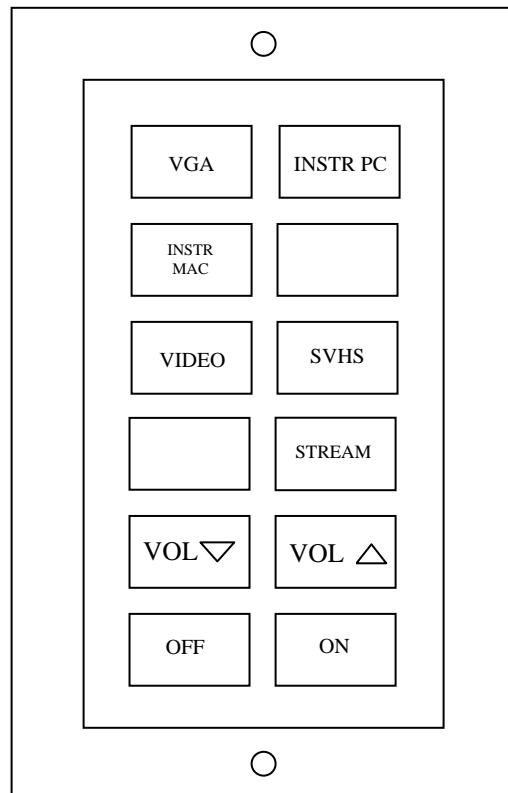 VGA
INSTR PC
INSTR
MAC
VIDEO
SVHS
STREAM
VOL
VOL
OFF
ON